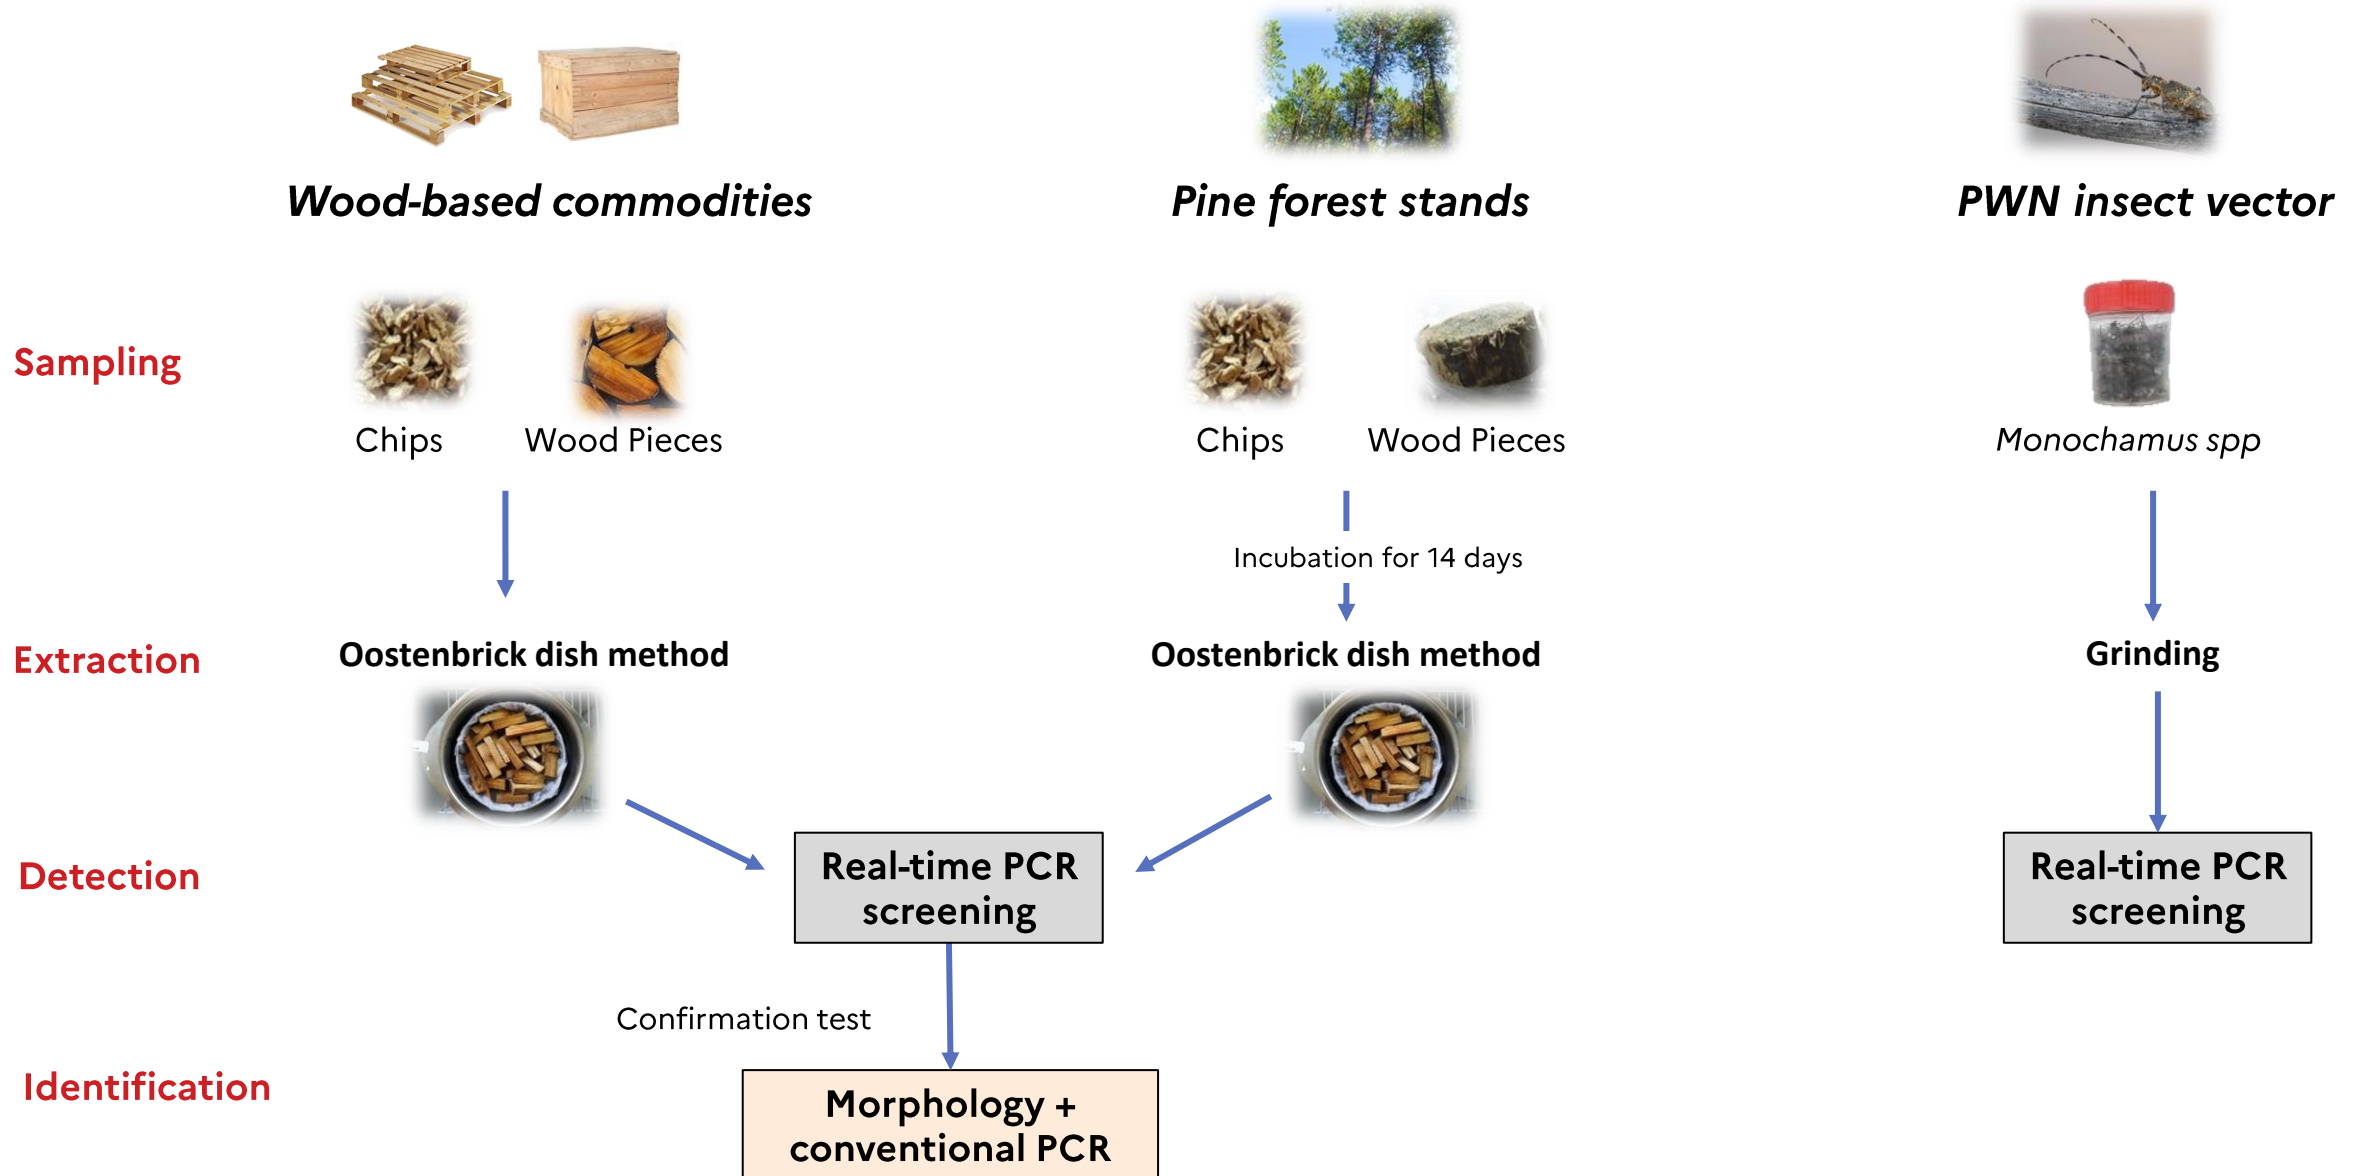 Wood-based commodities
Pine forest stands
PWN insect vector
Sampling
Chips
Wood Pieces
Chips
Wood Pieces
Monochamus spp
Incubation for 14 days
Extraction
Oostenbrick dish method
Oostenbrick dish method
Grinding
Detection
Real-time PCR
screening
Real-time PCR
screening
Confirmation test
Identification
Morphology +
conventional PCR